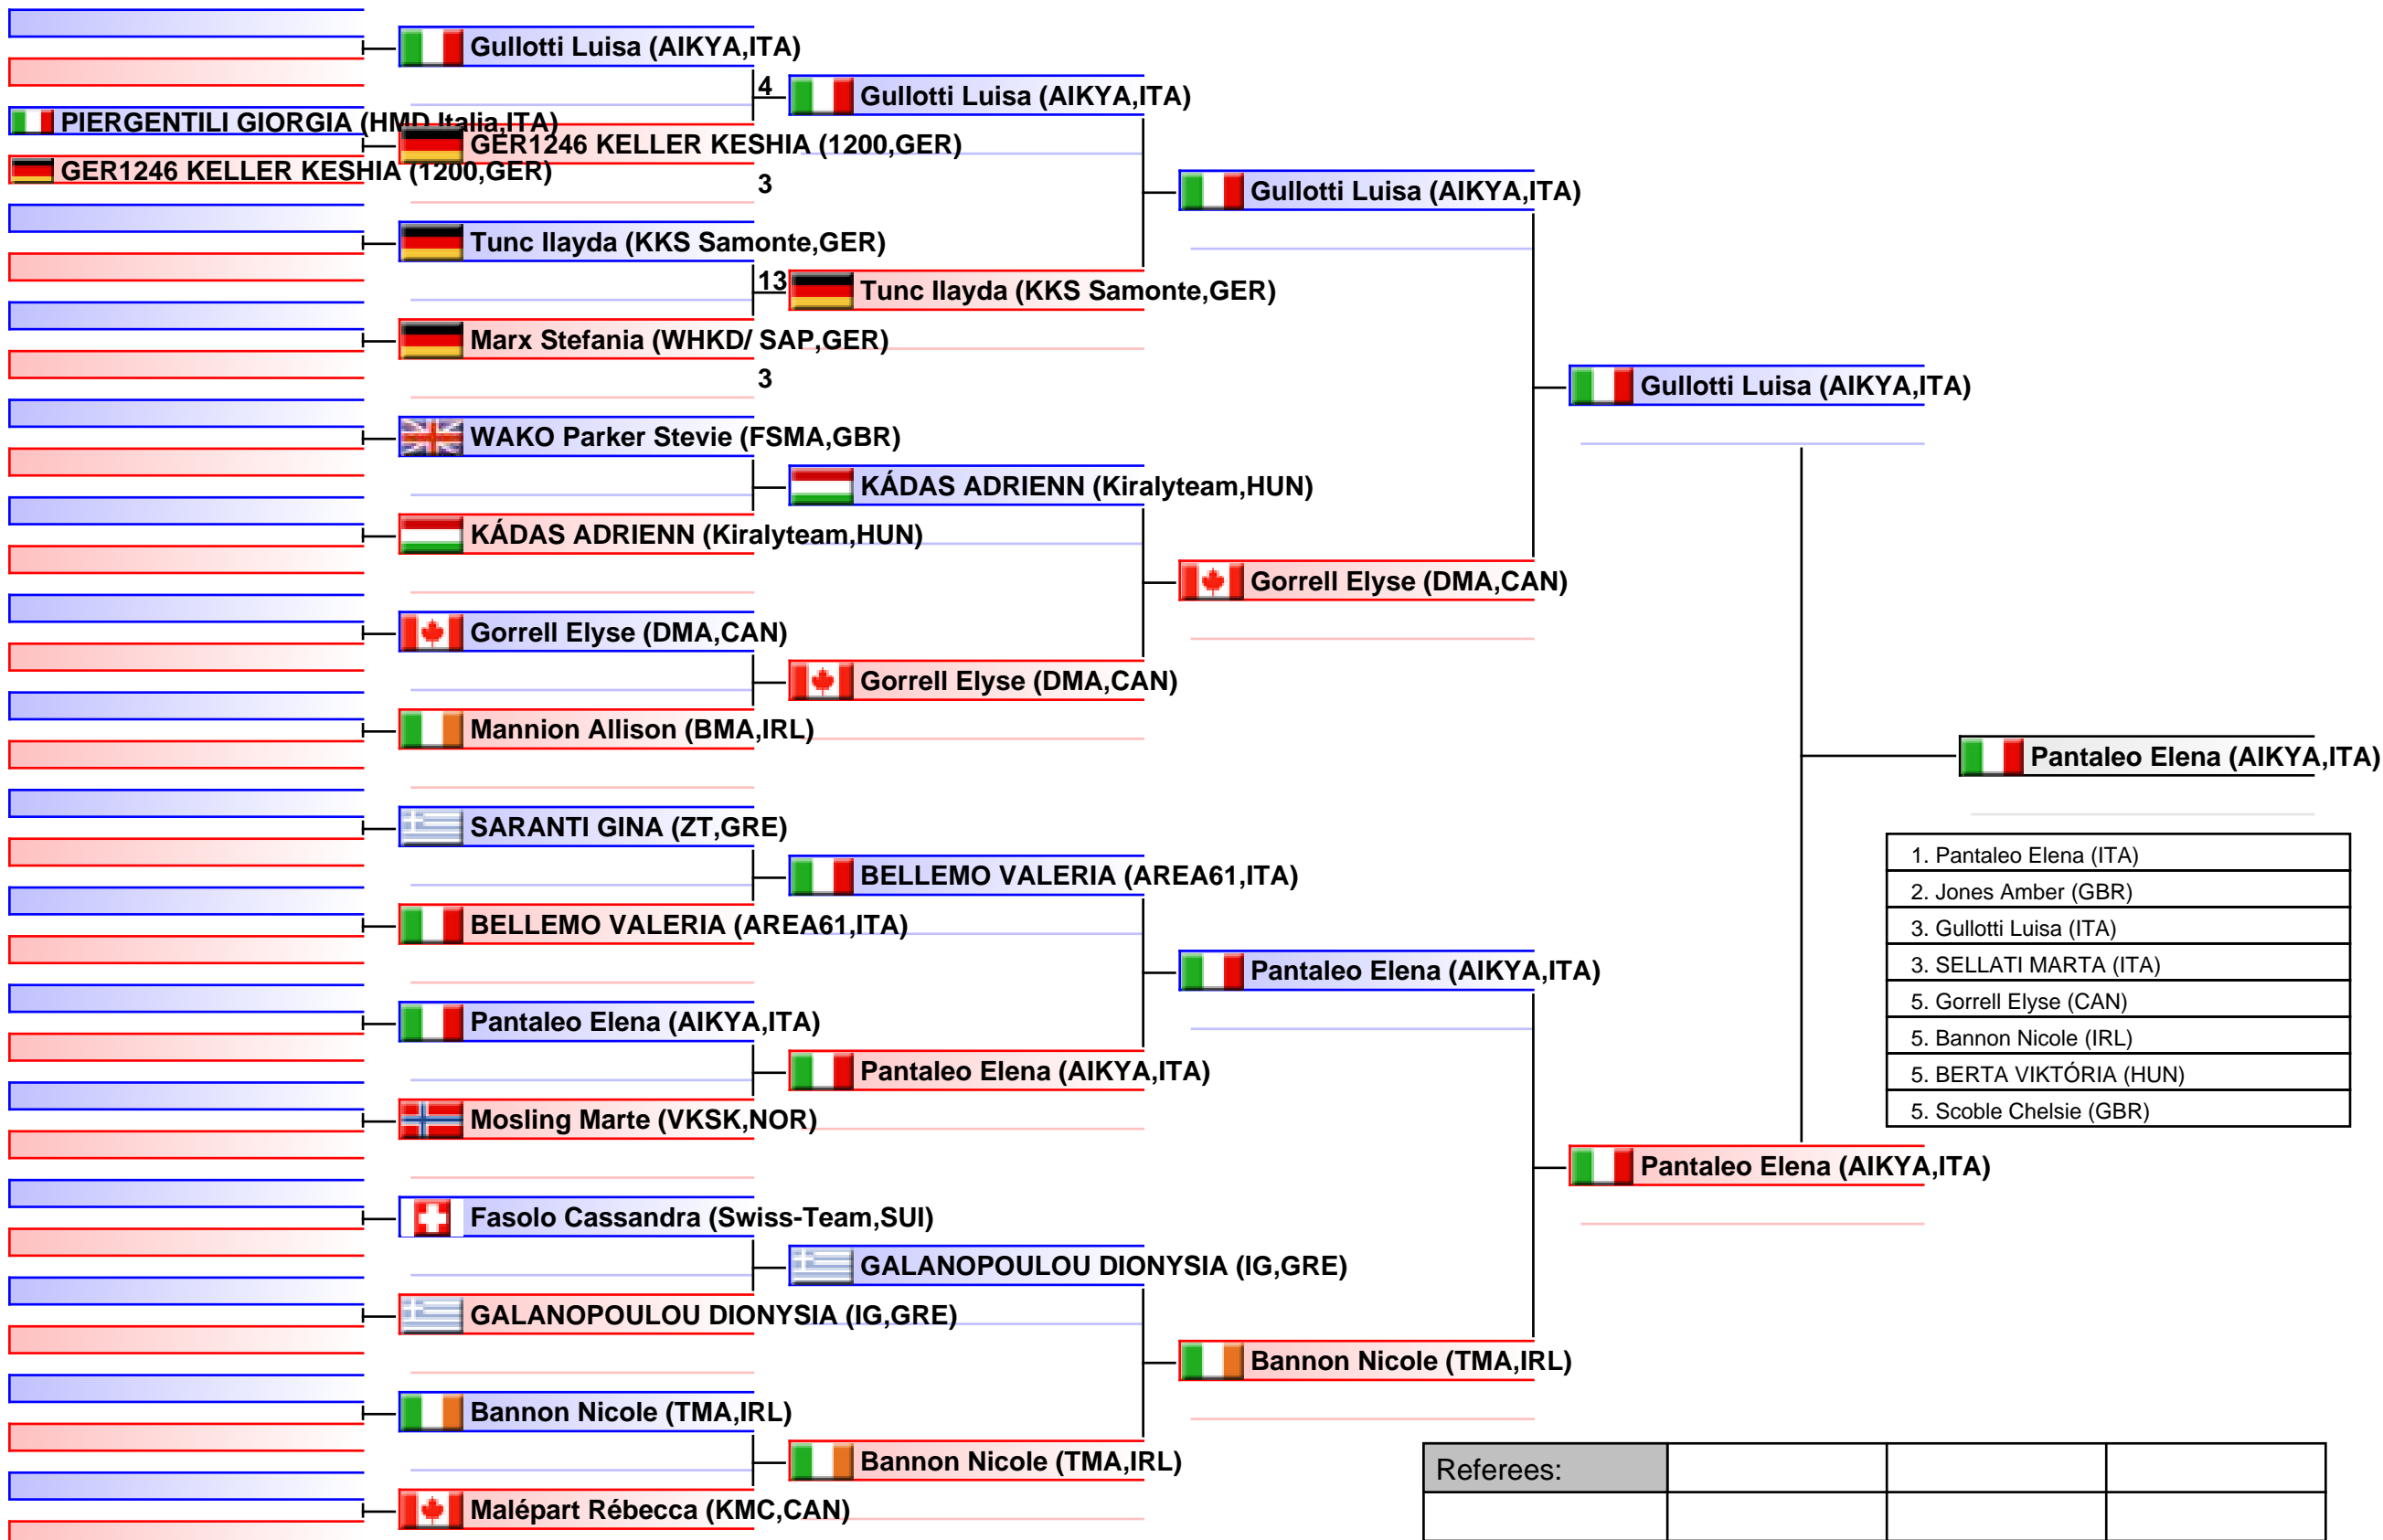 Gullotti Luisa (AIKYA,ITA)
4
Gullotti Luisa (AIKYA,ITA)
PIERGENTILI GIORGIA (HMD Italia,ITA)
GER1246 KELLER KESHIA (1200,GER)
GER1246 KELLER KESHIA (1200,GER)
3
Gullotti Luisa (AIKYA,ITA)
Tunc Ilayda (KKS Samonte,GER)
13
Tunc Ilayda (KKS Samonte,GER)
Marx Stefania (WHKD/ SAP,GER)
3
Gullotti Luisa (AIKYA,ITA)
WAKO Parker Stevie (FSMA,GBR)
KÁDAS ADRIENN (Kiralyteam,HUN)
KÁDAS ADRIENN (Kiralyteam,HUN)
Gorrell Elyse (DMA,CAN)
Gorrell Elyse (DMA,CAN)
Gorrell Elyse (DMA,CAN)
Mannion Allison (BMA,IRL)
Pantaleo Elena (AIKYA,ITA)
SARANTI GINA (ZT,GRE)
BELLEMO VALERIA (AREA61,ITA)
BELLEMO VALERIA (AREA61,ITA)
Pantaleo Elena (AIKYA,ITA)
Pantaleo Elena (AIKYA,ITA)
Pantaleo Elena (AIKYA,ITA)
Mosling Marte (VKSK,NOR)
1. Pantaleo Elena (ITA)
2. Jones Amber (GBR)
3. Gullotti Luisa (ITA)
3. SELLATI MARTA (ITA)
5. Gorrell Elyse (CAN)
5. Bannon Nicole (IRL)
5. BERTA VIKTÓRIA (HUN)
5. Scoble Chelsie (GBR)
Pantaleo Elena (AIKYA,ITA)
Fasolo Cassandra (Swiss-Team,SUI)
GALANOPOULOU DIONYSIA (IG,GRE)
GALANOPOULOU DIONYSIA (IG,GRE)
Bannon Nicole (TMA,IRL)
Bannon Nicole (TMA,IRL)
Bannon Nicole (TMA,IRL)
Malépart Rébecca (KMC,CAN)
Referees: